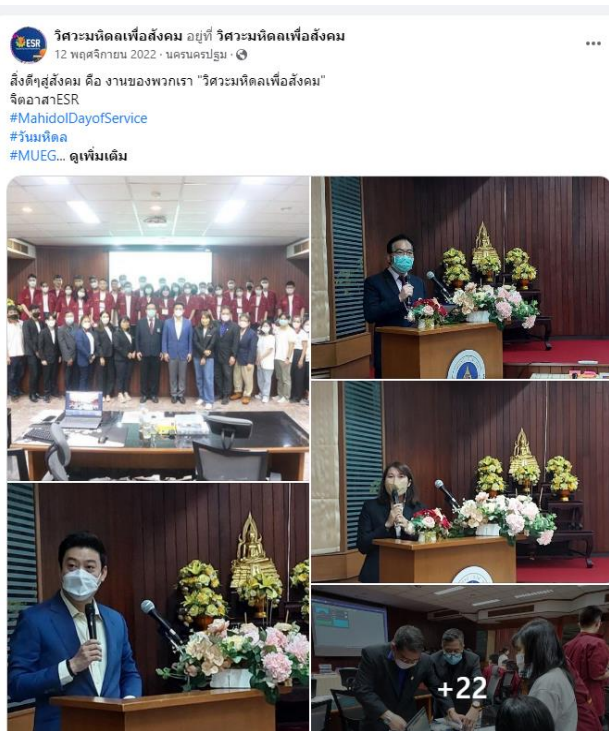 ESR
วิศวะมหิดลเพื่อสังคม อยู่ที่ วิศวะมหิดลเพื่อสังคม
12 พฤศจิกายน 2022 · นครนครปฐม ·
สิ่งดีๆสู่สังคม คือ งานของพวกเรา "วิศวะมหิดลเพื่อสังคม"
จิตอาสาESR
#MahidolDayofService
#วันมหิดล
#MUEG... ดูเพิ่มเติม
+22